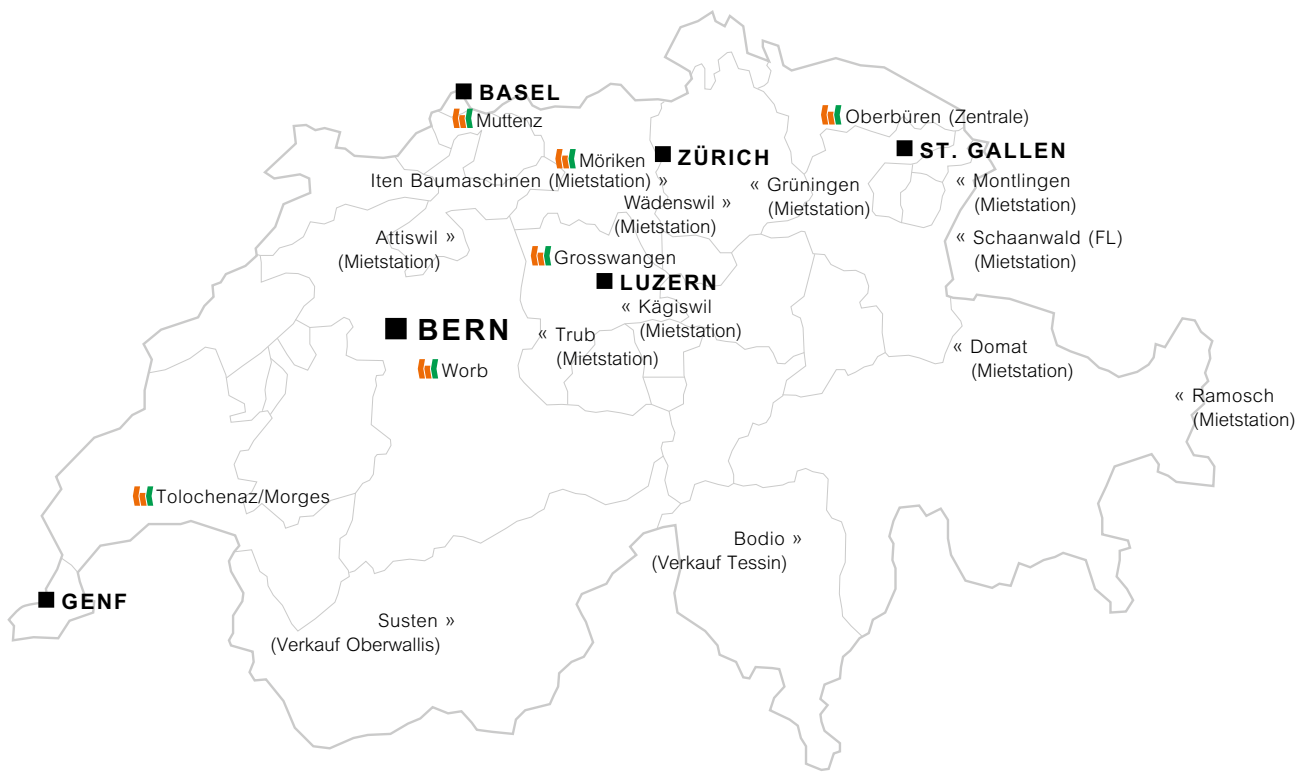 BASEL
Muttenz
Oberbüren (Zentrale)
ST. GALLEN
Möriken
ZÜRICH
Iten Baumaschinen (Mietstation) »
« Grüningen
(Mietstation)
« Montlingen
(Mietstation)
Wädenswil »
(Mietstation)
Attiswil »
(Mietstation)
« Schaanwald (FL)
(Mietstation)
Grosswangen
LUZERN
« Kägiswil
(Mietstation)
BERN
« Trub
(Mietstation)
« Domat
(Mietstation)
Worb
« Ramosch
(Mietstation)
Tolochenaz/Morges
Bodio »
(Verkauf Tessin)
GENF
Susten »
(Verkauf Oberwallis)